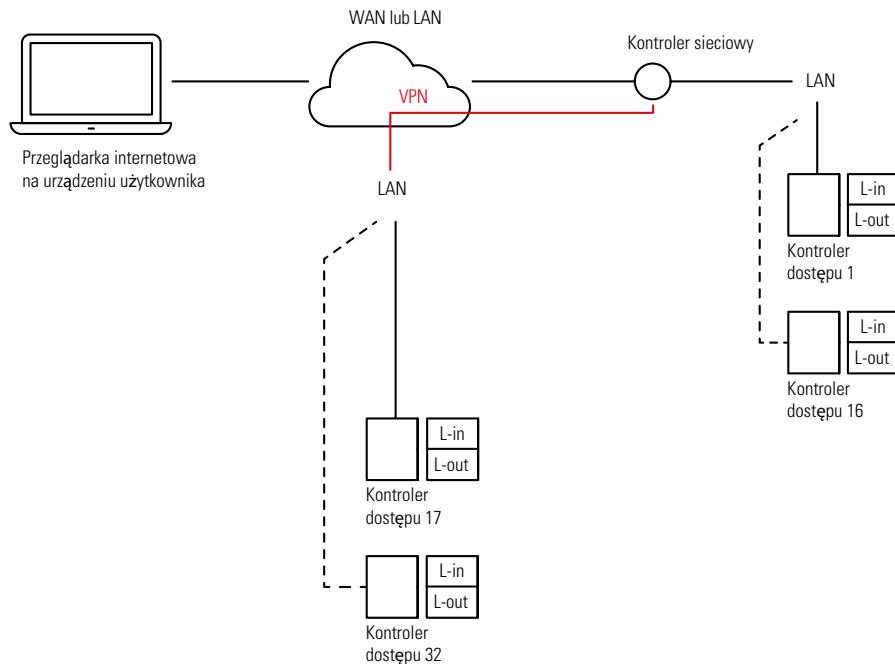 WAN lub LAN
Kontroler sieciowy
VPN
LAN
Przeglądarka internetowa
na urządzeniu użytkownika
LAN
L-in
L-out
Kontroler
dostępu 1
L-in
L-out
Kontroler
dostępu 16
L-in
L-out
Kontroler
dostępu 17
L-in
L-out
Kontroler
dostępu 32